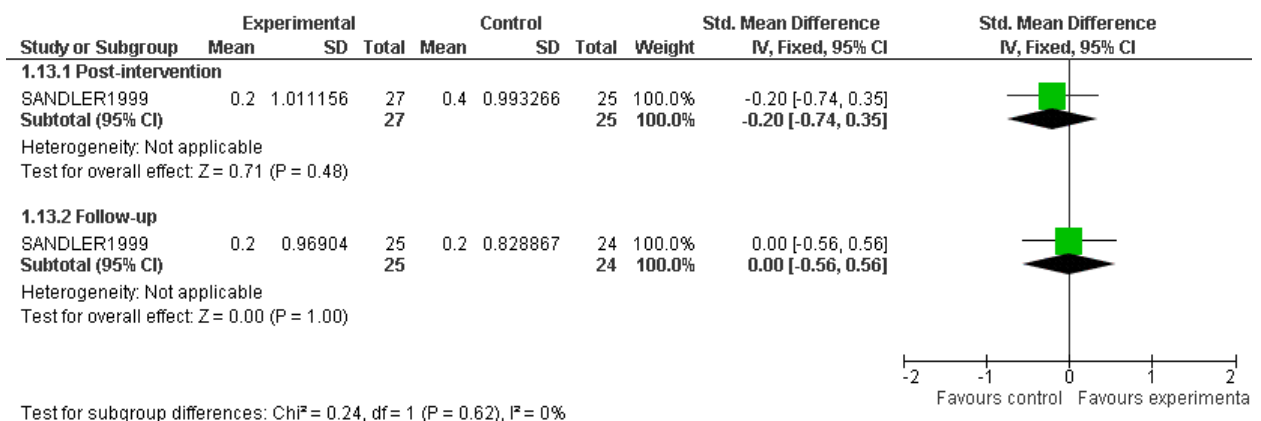 Experimental Control Std. Mean Difference Std. Mean Difference
Study or Subgroup Mean SD Total Mean SD Total Weight IV, Fixed, 95% CI IV, Fixed, 95% CI
1.13.1 Post-intervention
SANDLER1999 0.2 1.011156 27 0.4 0.993266 25 100.0% -0.20 [-0.74, 0.35]
Subtotal (95% CI) 27 25 100.0% -0.20 [-0.74, 0.35]
Heterogeneity: Not applicable
Test for overall effect: Z = 0.71 (P = 0.48)
1.13.2 Follow-up
SANDLER1999 0.2 0.96904 25 0.2 0.828867 24 100.0% 0.00 [-0.56, 0.56]
Subtotal (95% CI) 25 24 100.0% 0.00 [-0.56, 0.56]
Heterogeneity: Not applicable
Test for overall effect: Z = 0.00 (P = 1.00)
-2 -1 0 1 2
Favours control Favours experimenta
Test for subgroup differences: Chi² = 0.24, df = 1 (P = 0.62), I² = 0%